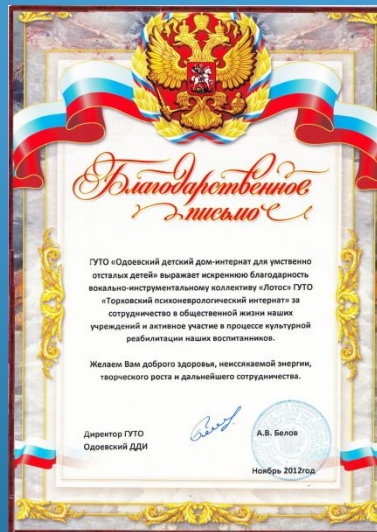 Благодарственное
письмо
ГУТО «Одоевский детский дом-интернат для умственно
отсталых детей» выражает искреннюю благодарность
вокально-инструментальному коллективу «Лотос» ГУТО
«Торховский психоневрологический интернат» за
сотрудничество в общественной жизни наших
учреждений и активное участие в процессе культурной
реабилитации наших воспитанников.
Желаем Вам доброго здоровья, неиссякаемой энергии,
творческого роста и дальнейшего сотрудничества.
Директор ГУТО
Одоевский ДДИ
А.В. Белов
Ноябрь 2012год